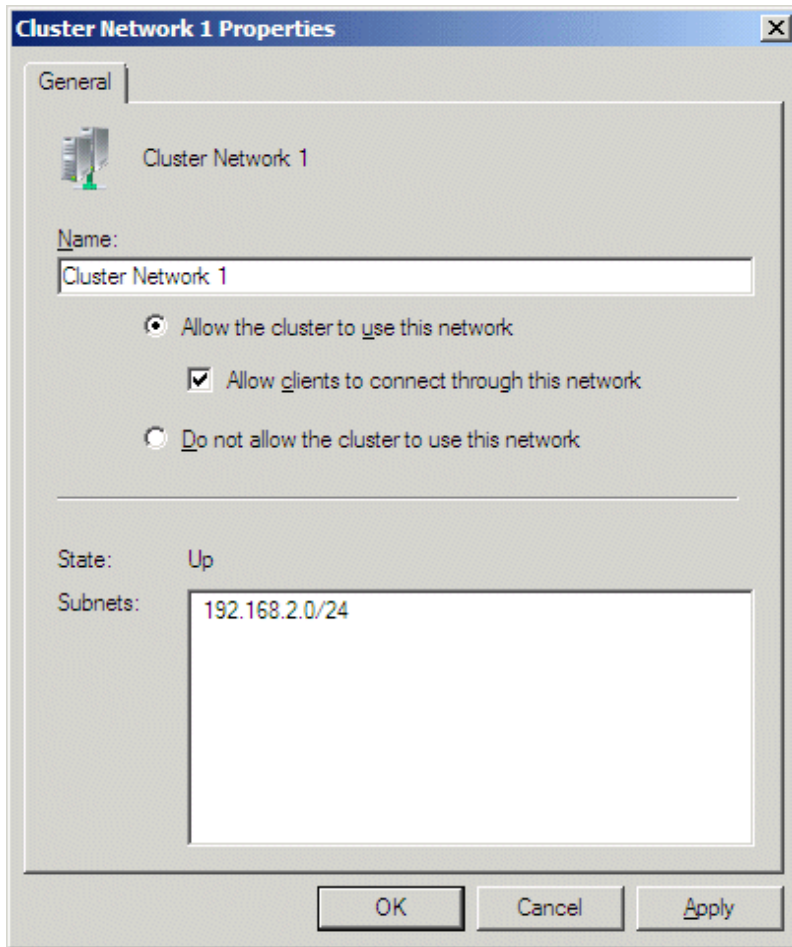 Cluster Network 1 Properties
General
Cluster Network 1
Name:
Cluster Network 1
Allow the cluster to use this network
Allow clients to connect through this network
Do not allow the cluster to use this network
State: Up
Subnets: 192.168.2.0/24
OK Cancel Apply